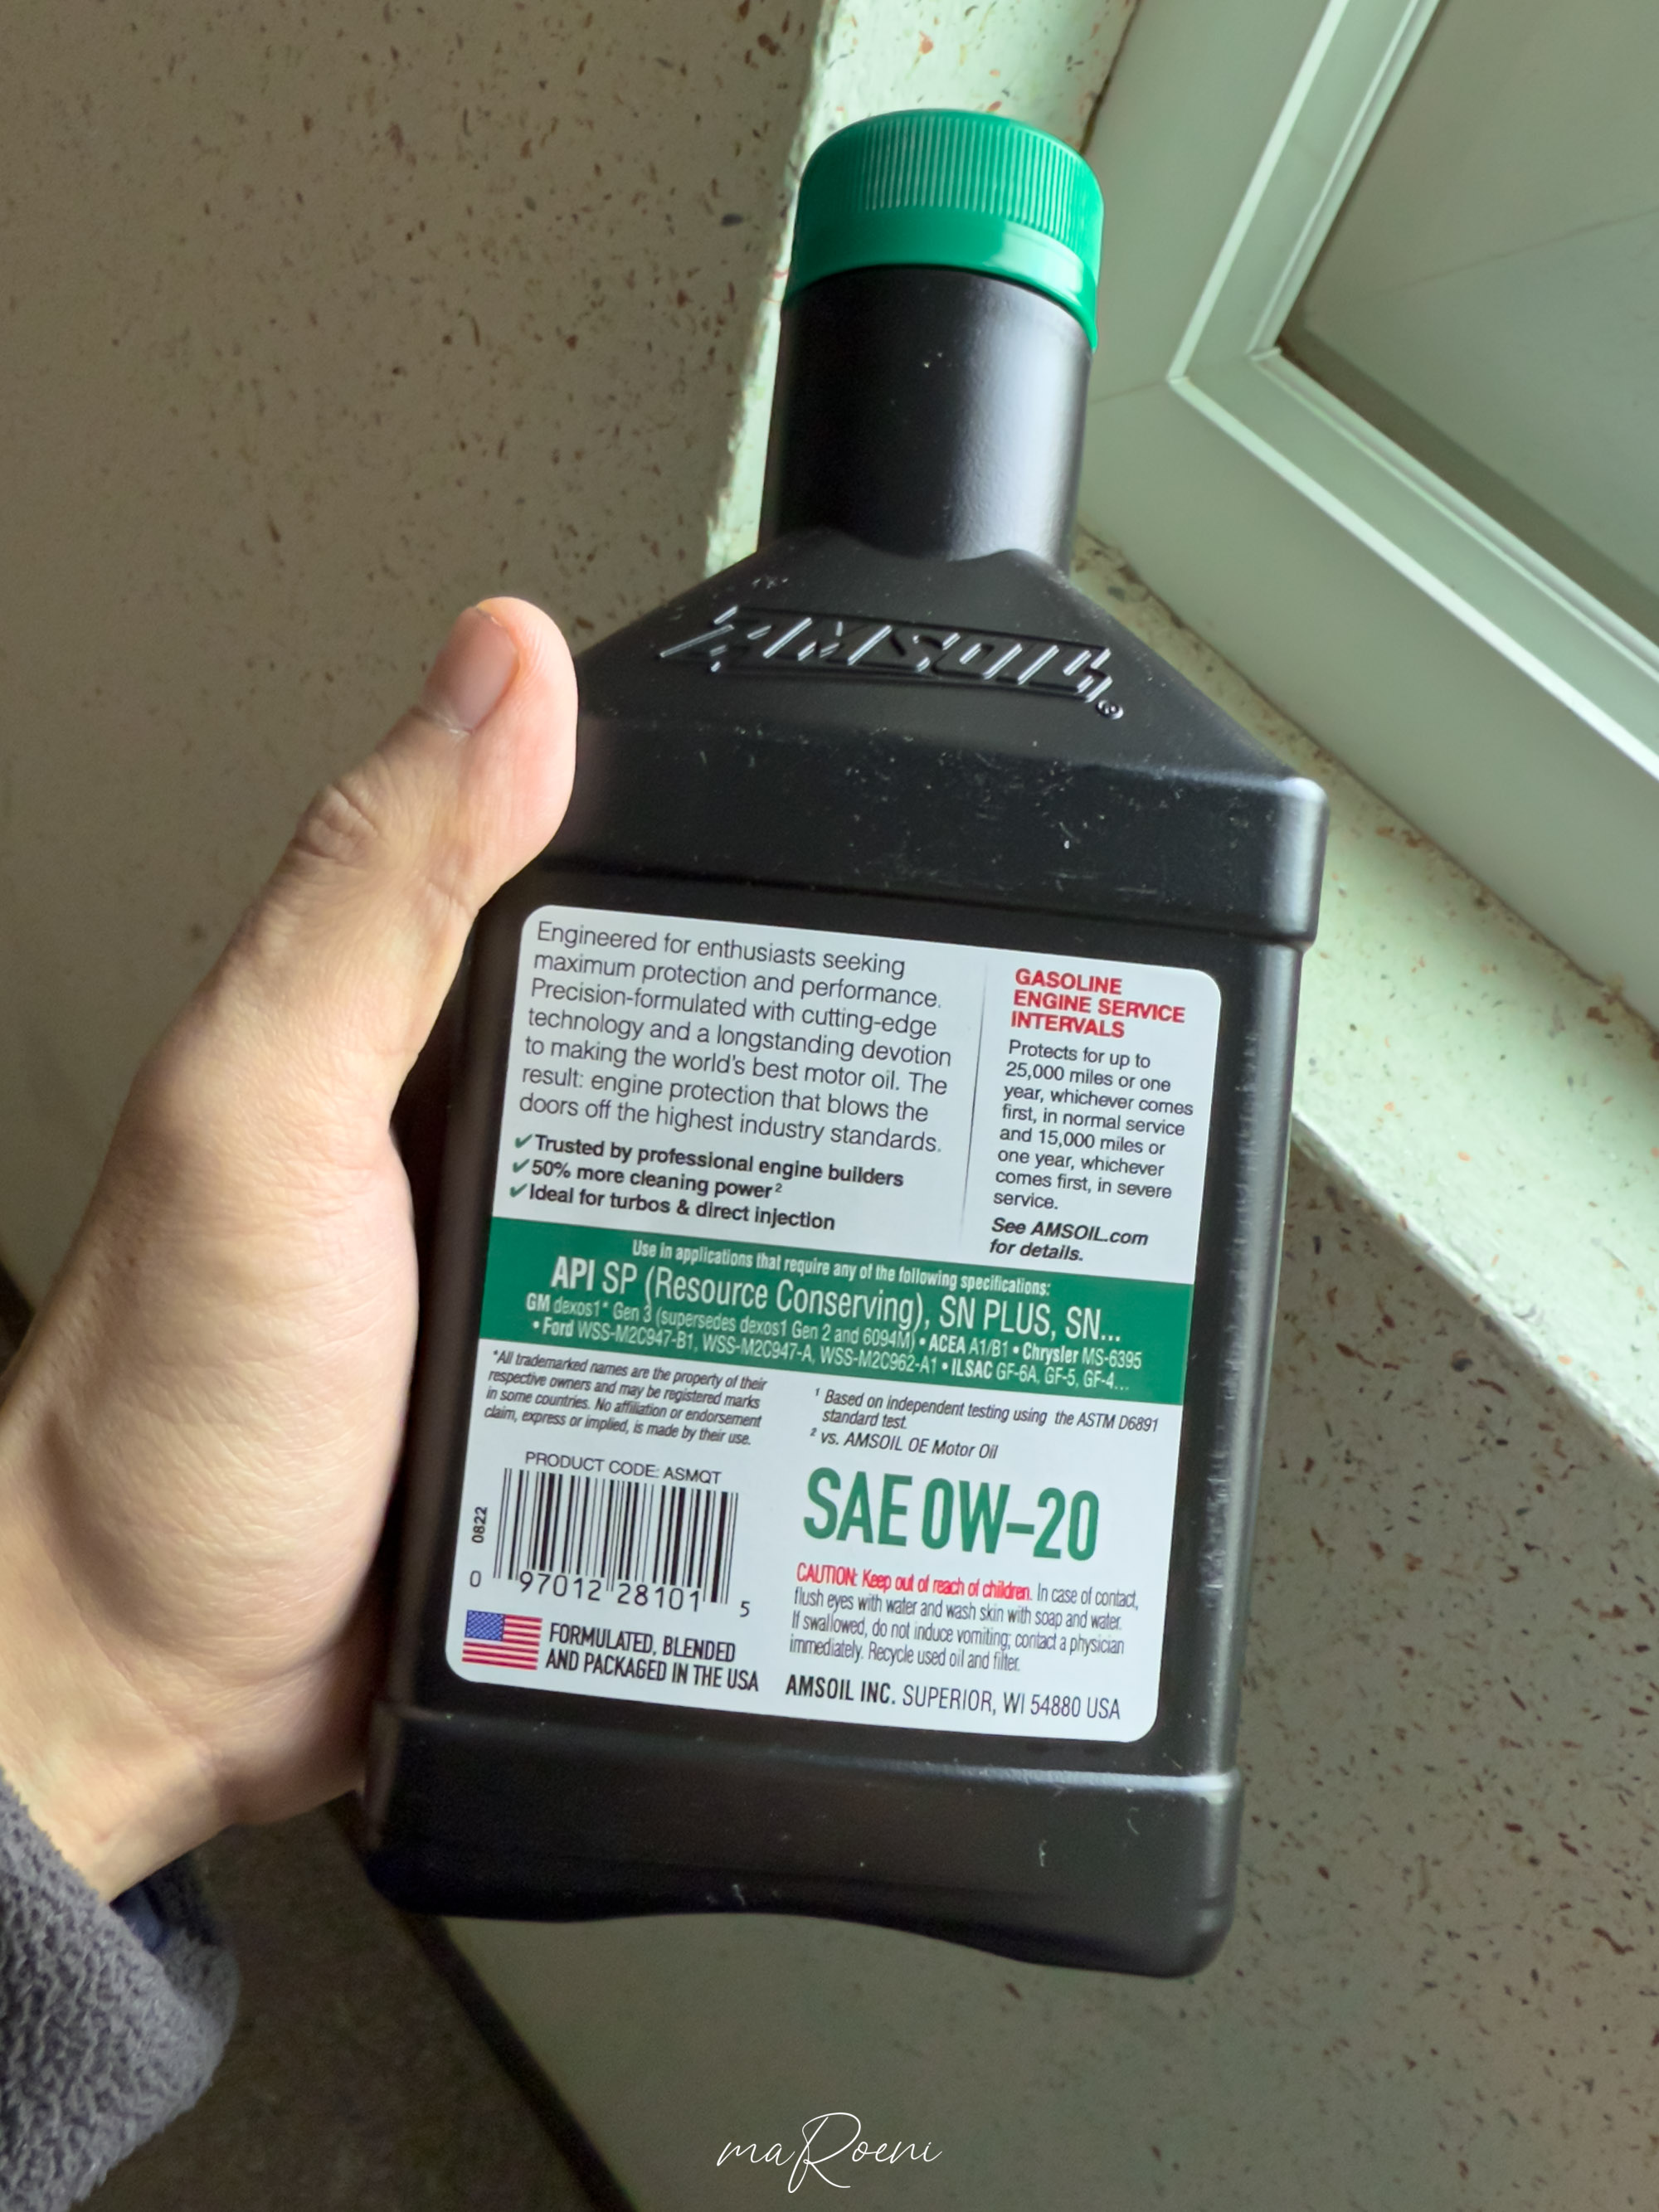 AMSOIL®
Engineered for enthusiasts seeking
maximum protection and performance.
Precision-formulated with cutting-edge
technology and a longstanding devotion
to making the world's best motor oil. The
result: engine protection that blows the
doors off the highest industry standards.
✔Trusted by professional engine builders
✔50% more cleaning power²
✔Ideal for turbos & direct injection
GASOLINE
ENGINE SERVICE
INTERVALS
Protects for up to
25,000 miles or one
year, whichever comes
first, in normal service
and 15,000 miles or
one year, whichever
comes first, in severe
service.
See AMSOIL.com
for details.
Use in applications that require any of the following specifications:
API SP (Resource Conserving), SN PLUS, SN...
GM dexos1* Gen 3 (supersedes dexos1 Gen 2 and 6094M) • ACEA A1/B1 • Chrysler MS-6395
• Ford WSS-M2C947-B1, WSS-M2C947-A, WSS-M2C962-A1 • ILSAC GF-6A, GF-5, GF-4...
*All trademarked names are the property of their
respective owners and may be registered marks
in some countries. No affiliation or endorsement
claim, express or implied, is made by their use.
¹ Based on independent testing using the ASTM D6891
standard test.
² vs. AMSOIL OE Motor Oil
PRODUCT CODE: ASMQT
0822
0 97012 28101 5
FORMULATED, BLENDED
AND PACKAGED IN THE USA
SAE 0W-20
CAUTION: Keep out of reach of children. In case of contact,
flush eyes with water and wash skin with soap and water.
If swallowed, do not induce vomiting; contact a physician
immediately. Recycle used oil and filter.
AMSOIL INC. SUPERIOR, WI 54880 USA
maRoeni